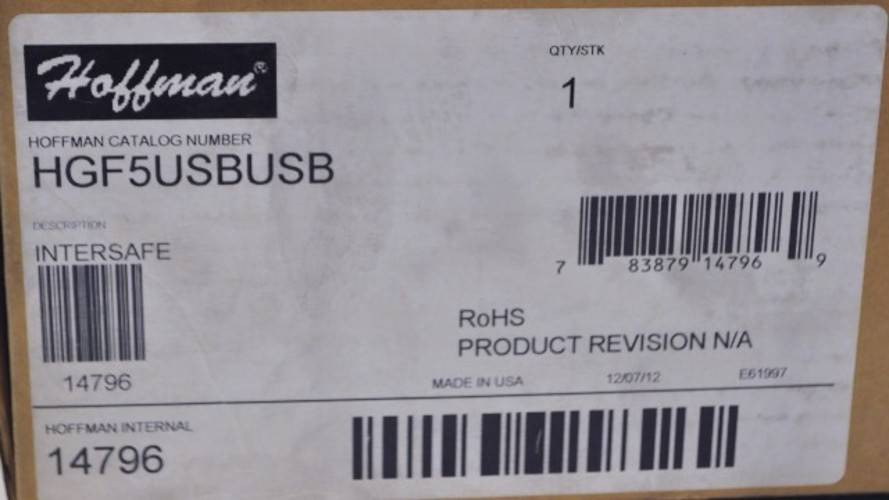 Hoffman®
QTY/STK
1
HOFFMAN CATALOG NUMBER
HGF5USBUSB
DESCRIPTION
INTERSAFE
7 83879 14796 9
14796
RoHS
PRODUCT REVISION N/A
MADE IN USA 12/07/12 E61997
HOFFMAN INTERNAL
14796